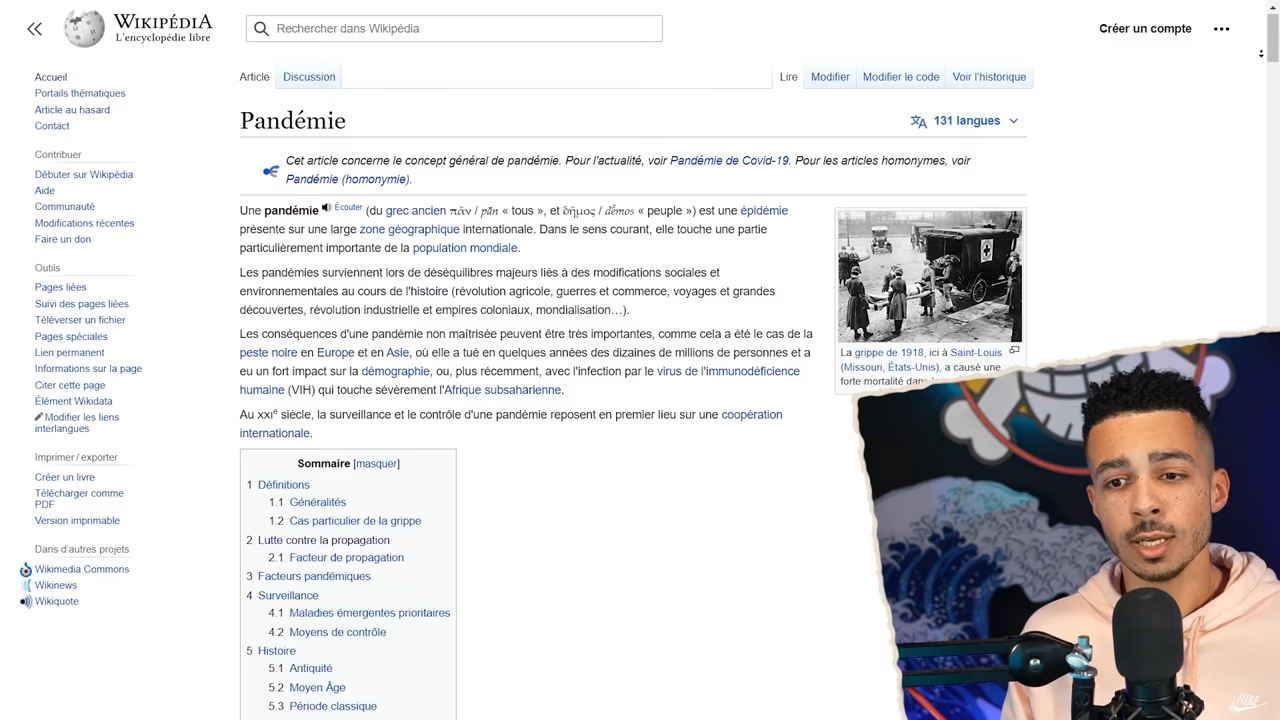 WIKIPÉDIA
L'encyclopédie libre
Rechercher dans Wikipédia
Créer un compte
Accueil
Portails thématiques
Article au hasard
Contact
Contribuer
Débuter sur Wikipédia
Aide
Communauté
Modifications récentes
Faire un don
Outils
Pages liées
Suivi des pages liées
Téléverser un fichier
Pages spéciales
Lien permanent
Informations sur la page
Citer cette page
Élément Wikidata
Modifier les liens
interlangues
Imprimer / exporter
Créer un livre
Télécharger comme
PDF
Version imprimable
Dans d'autres projets
Wikimedia Commons
Wikinews
Wikiquote
Article Discussion Lire Modifier Modifier le code Voir l'historique
Pandémie
131 langues
Cet article concerne le concept général de pandémie. Pour l'actualité, voir Pandémie de Covid-19. Pour les articles homonymes, voir
Pandémie (homonymie).
Une pandémie Écouter (du grec ancien πᾶν / pãn « tous », et δῆμος / dêmos « peuple ») est une épidémie
présente sur une large zone géographique internationale. Dans le sens courant, elle touche une partie
particulièrement importante de la population mondiale.
Les pandémies surviennent lors de déséquilibres majeurs liés à des modifications sociales et
environnementales au cours de l'histoire (révolution agricole, guerres et commerce, voyages et grandes
découvertes, révolution industrielle et empires coloniaux, mondialisation…).
Les conséquences d'une pandémie non maîtrisée peuvent être très importantes, comme cela a été le cas de la
peste noire en Europe et en Asie, où elle a tué en quelques années des dizaines de millions de personnes et a
eu un fort impact sur la démographie, ou, plus récemment, avec l'infection par le virus de l'immunodéficience
humaine (VIH) qui touche sévèrement l'Afrique subsaharienne.
Au XXIe siècle, la surveillance et le contrôle d'une pandémie reposent en premier lieu sur une coopération
internationale.
La grippe de 1918, ici à Saint-Louis
(Missouri, États-Unis), a causé une
forte mortalité dans
Sommaire [masquer]
1 Définitions
1.1 Généralités
1.2 Cas particulier de la grippe
2 Lutte contre la propagation
2.1 Facteur de propagation
3 Facteurs pandémiques
4 Surveillance
4.1 Maladies émergentes prioritaires
4.2 Moyens de contrôle
5 Histoire
5.1 Antiquité
5.2 Moyen Âge
5.3 Période classique
NIKE